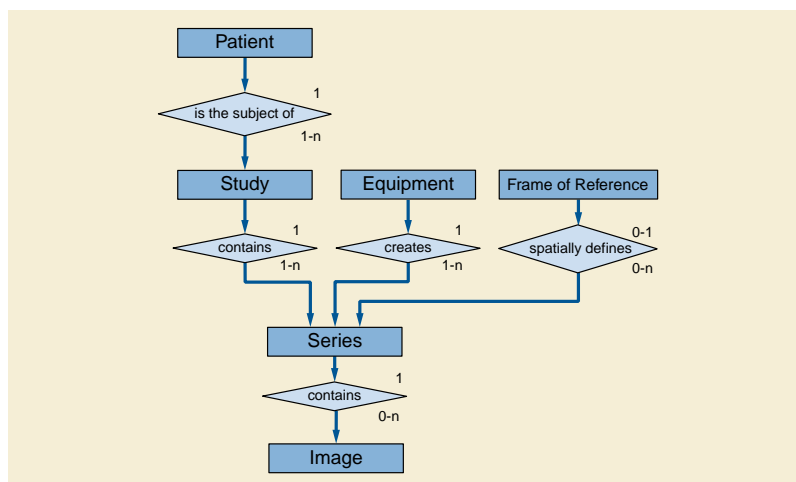 Patient
1
is the subject of
1-n
Study
Equipment
Frame of Reference
1
contains
1-n
1
creates
1-n
0-1
spatially defines
0-n
Series
1
contains
0-n
Image